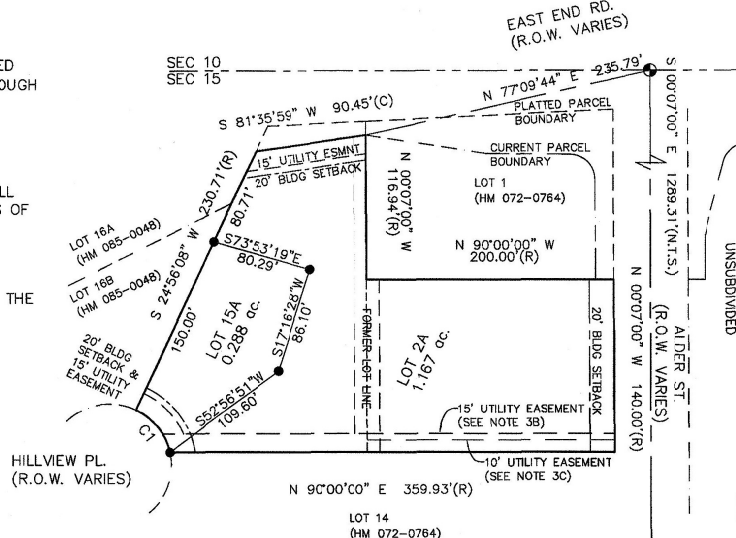 EAST END RD.
(R.O.W. VARIES)
ED
OUGH
SEC 10
SEC 15
N 77°09'44" E 235.79'
S 81°35'59" W 90.45'(C)
PLATTED PARCEL
BOUNDARY
S 00°07'00" E 1289.31'(N.T.S.)
15' UTILITY ESMNT
20' BLDG SETBACK
CURRENT PARCEL
BOUNDARY
230.71'(R)
80.71'
N 00°07'00" W
116.94'(R)
LOT 1
(HM 072-0764)
LL
S OF
LOT 16A
(HM 085-0048)
S 24°56'08" W
S73°53'19"E
80.29'
N 90°00'00" W
200.00'(R)
UNSUBDIVIDED
LOT 16B
(HM 085-0048)
THE
150.00'
LOT 15A
0.288 ac.
S17°16'28"W
86.10'
FORMER LOT LINE
LOT 2A
1.167 ac.
20' BLDG SETBACK
N 00°07'00" W 140.00'(R)
ALDER ST.
(R.O.W. VARIES)
20' BLDG
SETBACK &
15' UTILITY
EASEMENT
S52°56'51"W
109.60'
C1
15' UTILITY EASEMENT
(SEE NOTE 3B)
HILLVIEW PL.
(R.O.W. VARIES)
10' UTILITY EASEMENT
(SEE NOTE 3C)
N 90°00'00" E 359.93'(R)
LOT 14
(HM 072-0764)